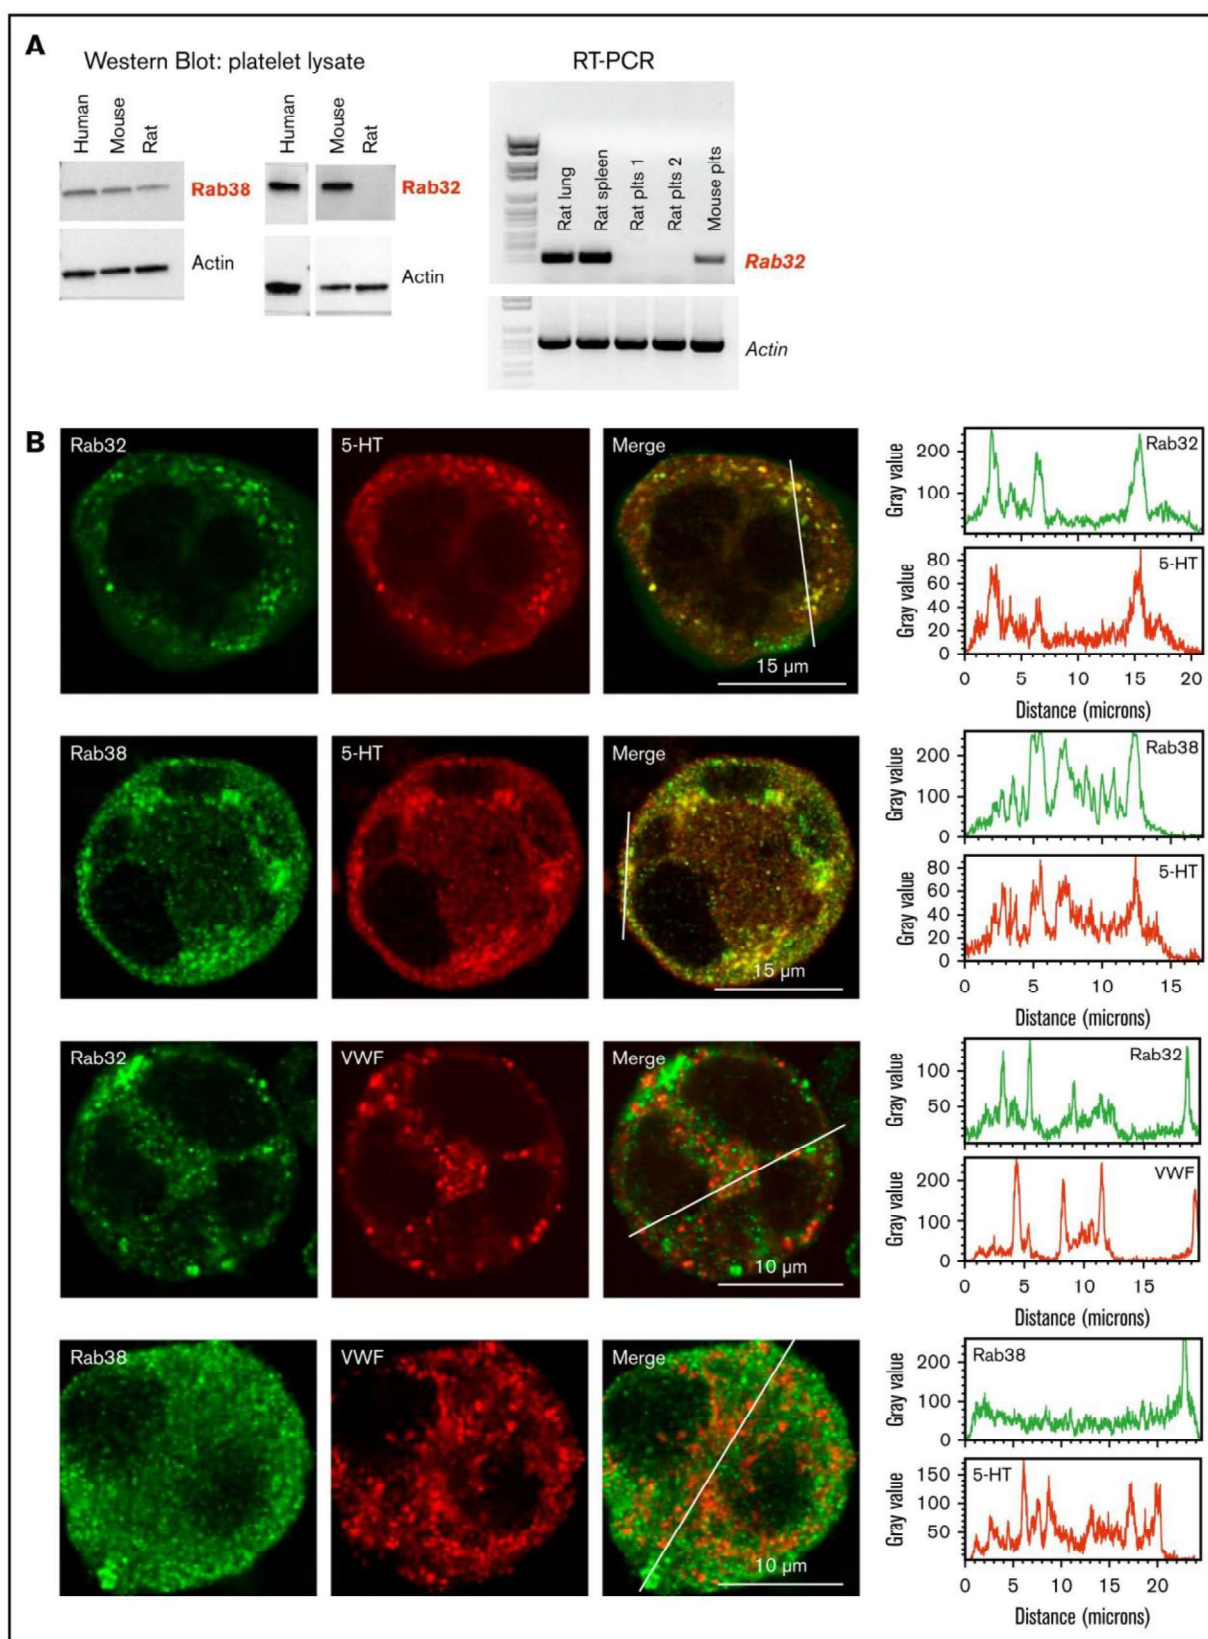 A
Western Blot: platelet lysate
Human
Mouse
Rat
Rab38
Actin
Human
Mouse
Rat
Rab32
Actin
RT-PCR
Rat lung
Rat spleen
Rat plts 1
Rat plts 2
Mouse plts
Rab32
Actin
B
Rab32
5-HT
Merge
15 µm
Gray value
200
100
Rab32
Gray value
80
60
40
20
0
5-HT
0 5 10 15 20
Distance (microns)
Rab38
5-HT
Merge
15 µm
Gray value
200
100
0
Rab38
Gray value
80
60
40
20
0
5-HT
0 5 10 15
Distance (microns)
Rab32
VWF
Merge
10 µm
Gray value
100
50
Rab32
Gray value
200
100
0
VWF
0 5 10 15
Distance (microns)
Rab38
VWF
Merge
10 µm
Gray value
200
100
0
Rab38
Gray value
150
100
50
0
5-HT
0 5 10 15 20
Distance (microns)